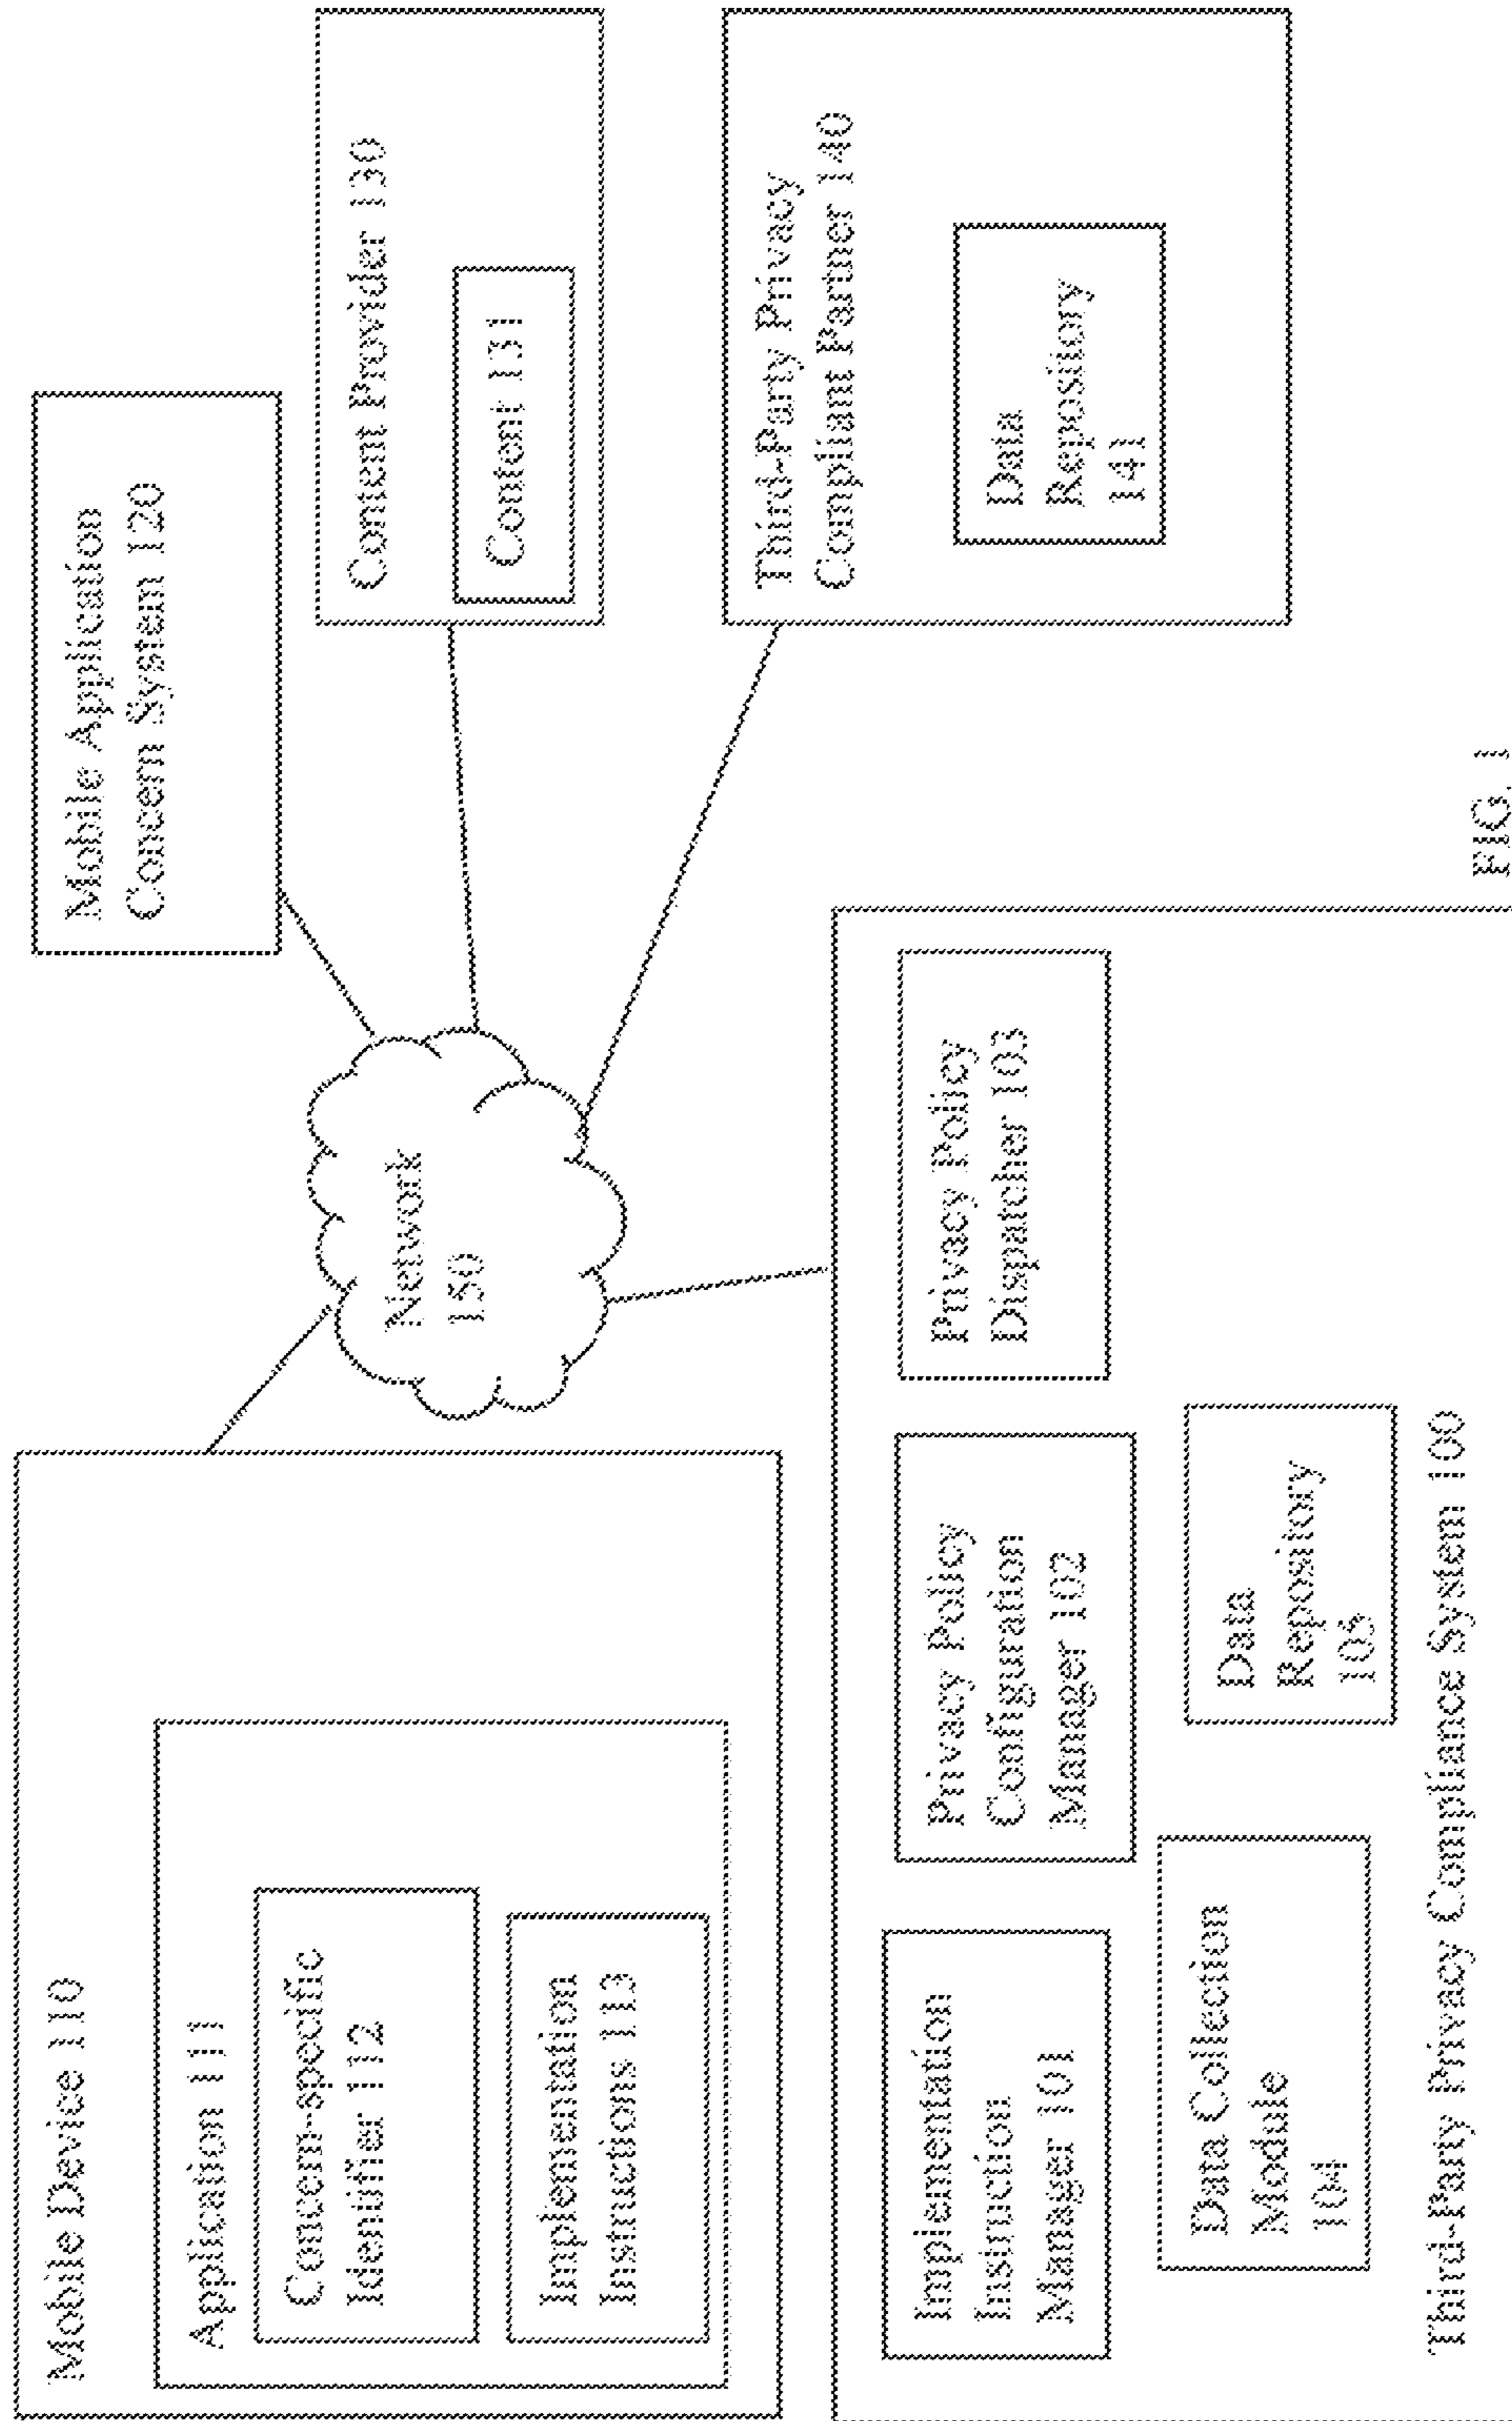 Mobile Device 110
Application 111
Concern-specific
Identifier 112
Implementation
Instructions 113
Network
150
Mobile Application
Concern System 120
Content Provider 130
Content 131
Third-Party Privacy
Compliant Partner 140
Data
Repository
141
Implementation
Instruction
Manager 101
Privacy Policy
Configuration
Manager 102
Privacy Policy
Dispatcher 103
Data Collection
Module
104
Data
Repository
105
Third-Party Privacy Compliance System 100
FIG. 1